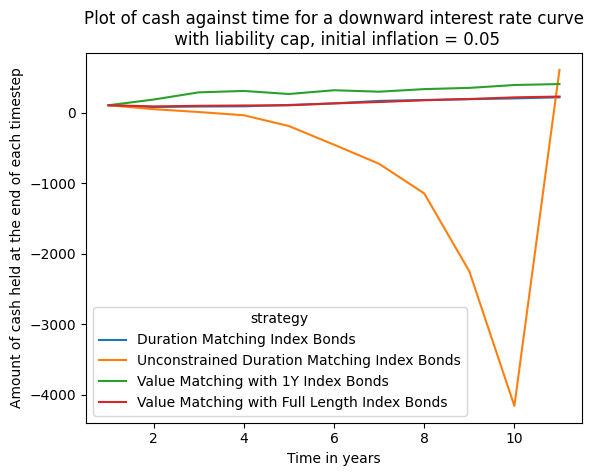 Plot of cash against time for a downward interest rate curve
with liability cap, initial inflation = 0.05
Amount of cash held at the end of each timestep
0
−1000
−2000
−3000
−4000
strategy
Duration Matching Index Bonds
Unconstrained Duration Matching Index Bonds
Value Matching with 1Y Index Bonds
Value Matching with Full Length Index Bonds
2 4 6 8 10
Time in years